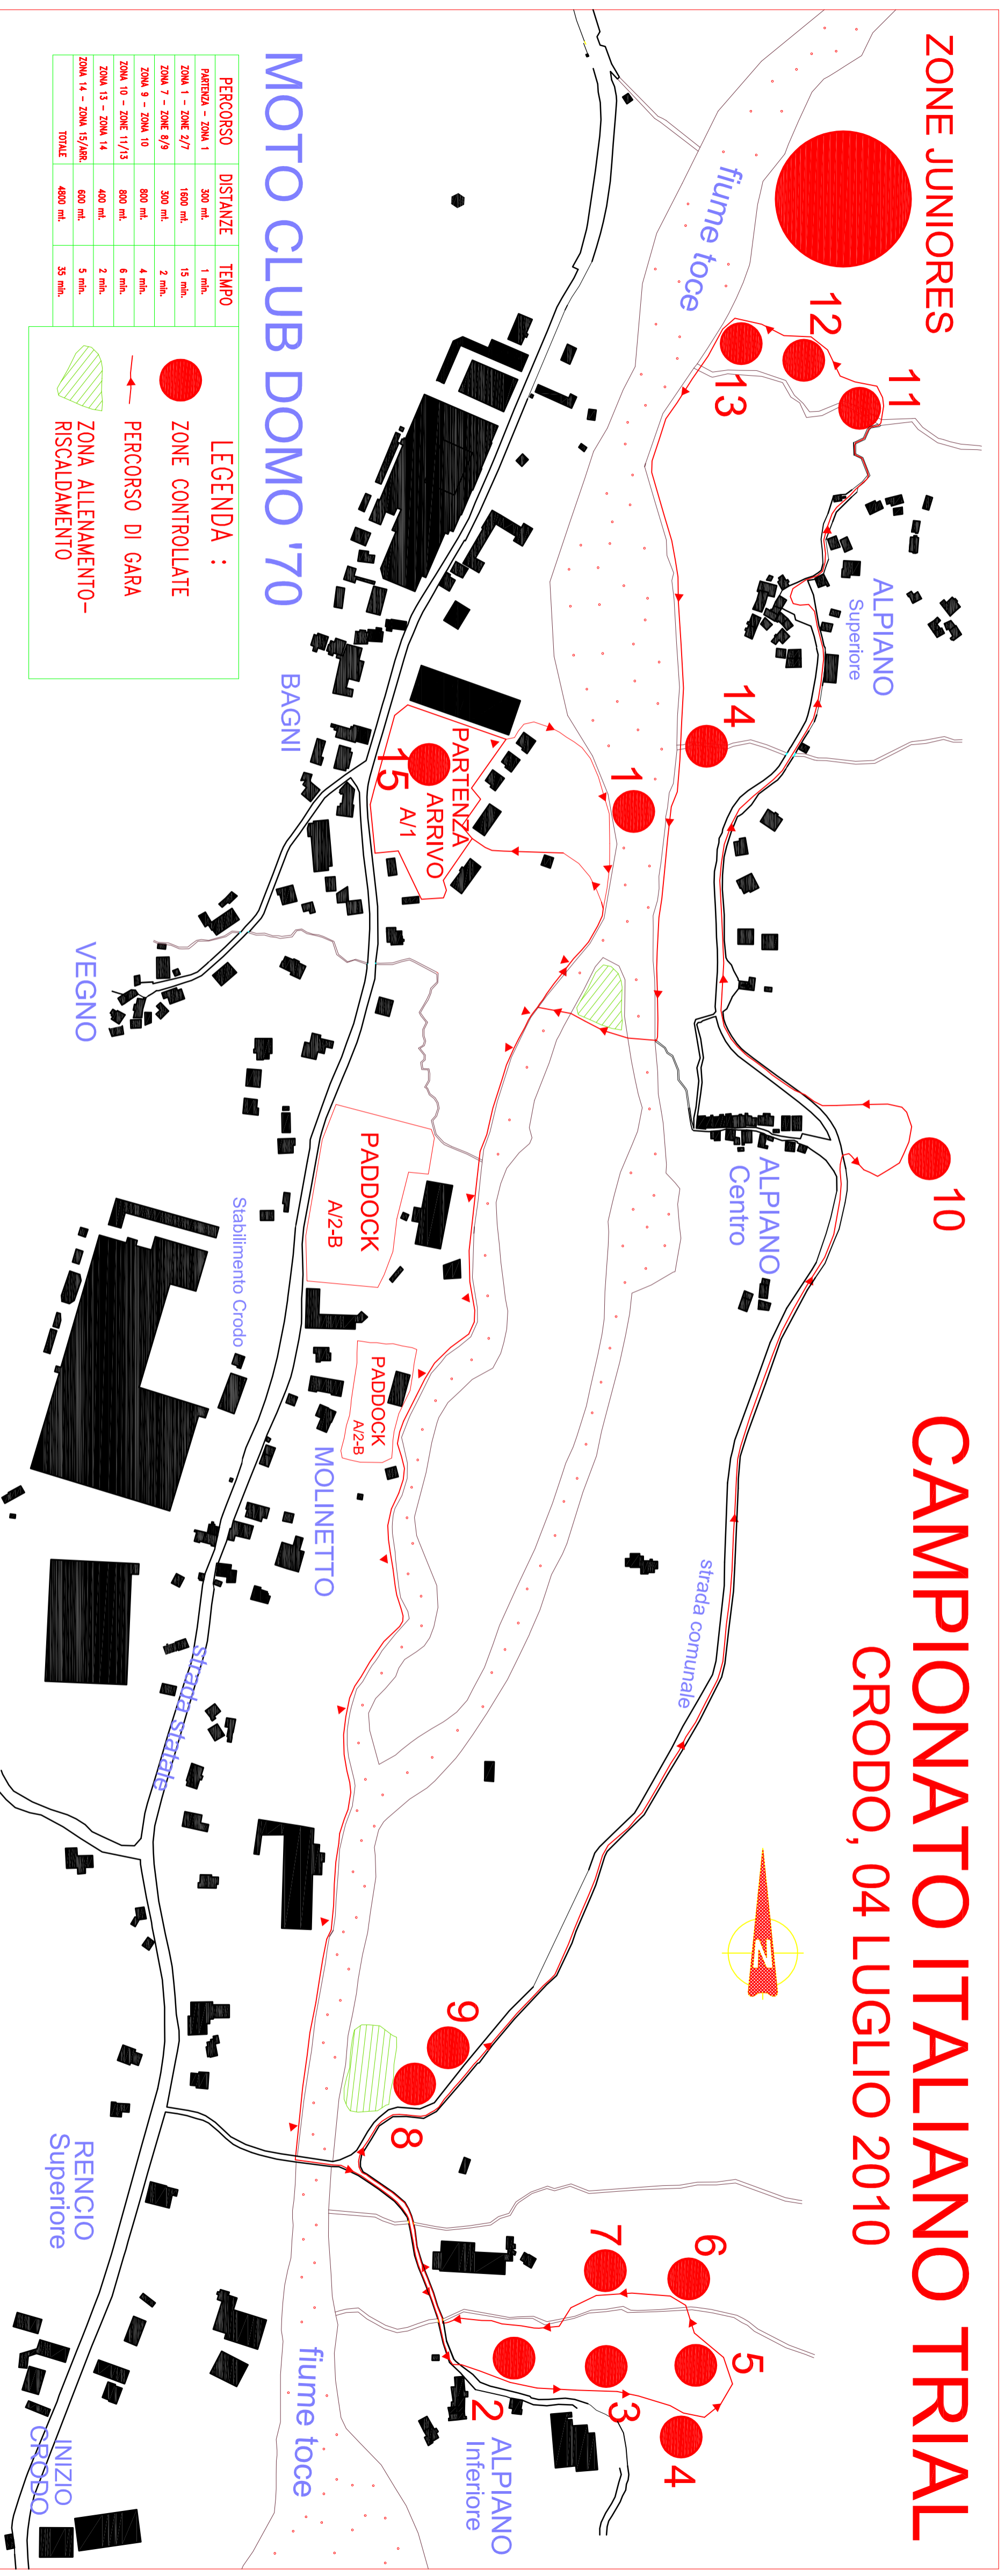 CAMPIONATO ITALIANO TRIAL
CRODO, 04 LUGLIO 2010
ZONE JUNIORES
fiume toce
12
11
13
ALPIANO
Superiore
14
1
10
ALPIANO
Centro
strada comunale
N
9
8
7
6
5
4
3
2
ALPIANO
Inferiore
fiume toce
PARTENZA
ARRIVO
A/1
15
BAGNI
VEGNO
PADDOCK
A/2-B
PADDOCK
A/2-B
Stabilimento Crodo
MOLINETTO
strada statale
RENCIO
Superiore
INIZIO
CRODO
MOTO CLUB DOMO '70
PERCORSO DISTANZE TEMPO
PARTENZA - ZONA 1 300 mt. 1 min.
ZONA 1 - ZONE 2/7 1600 mt. 15 min.
ZONA 7 - ZONE 8/9 300 mt. 2 min.
ZONA 9 - ZONA 10 800 mt. 4 min.
ZONA 10 - ZONE 11/13 800 mt. 6 min.
ZONA 13 - ZONA 14 400 mt. 2 min.
ZONA 14 - ZONA 15/ARR. 600 mt. 5 min.
TOTALE 4800 mt. 35 min.
LEGENDA :
ZONE CONTROLLATE
PERCORSO DI GARA
ZONA ALLENAMENTO-
RISCALDAMENTO